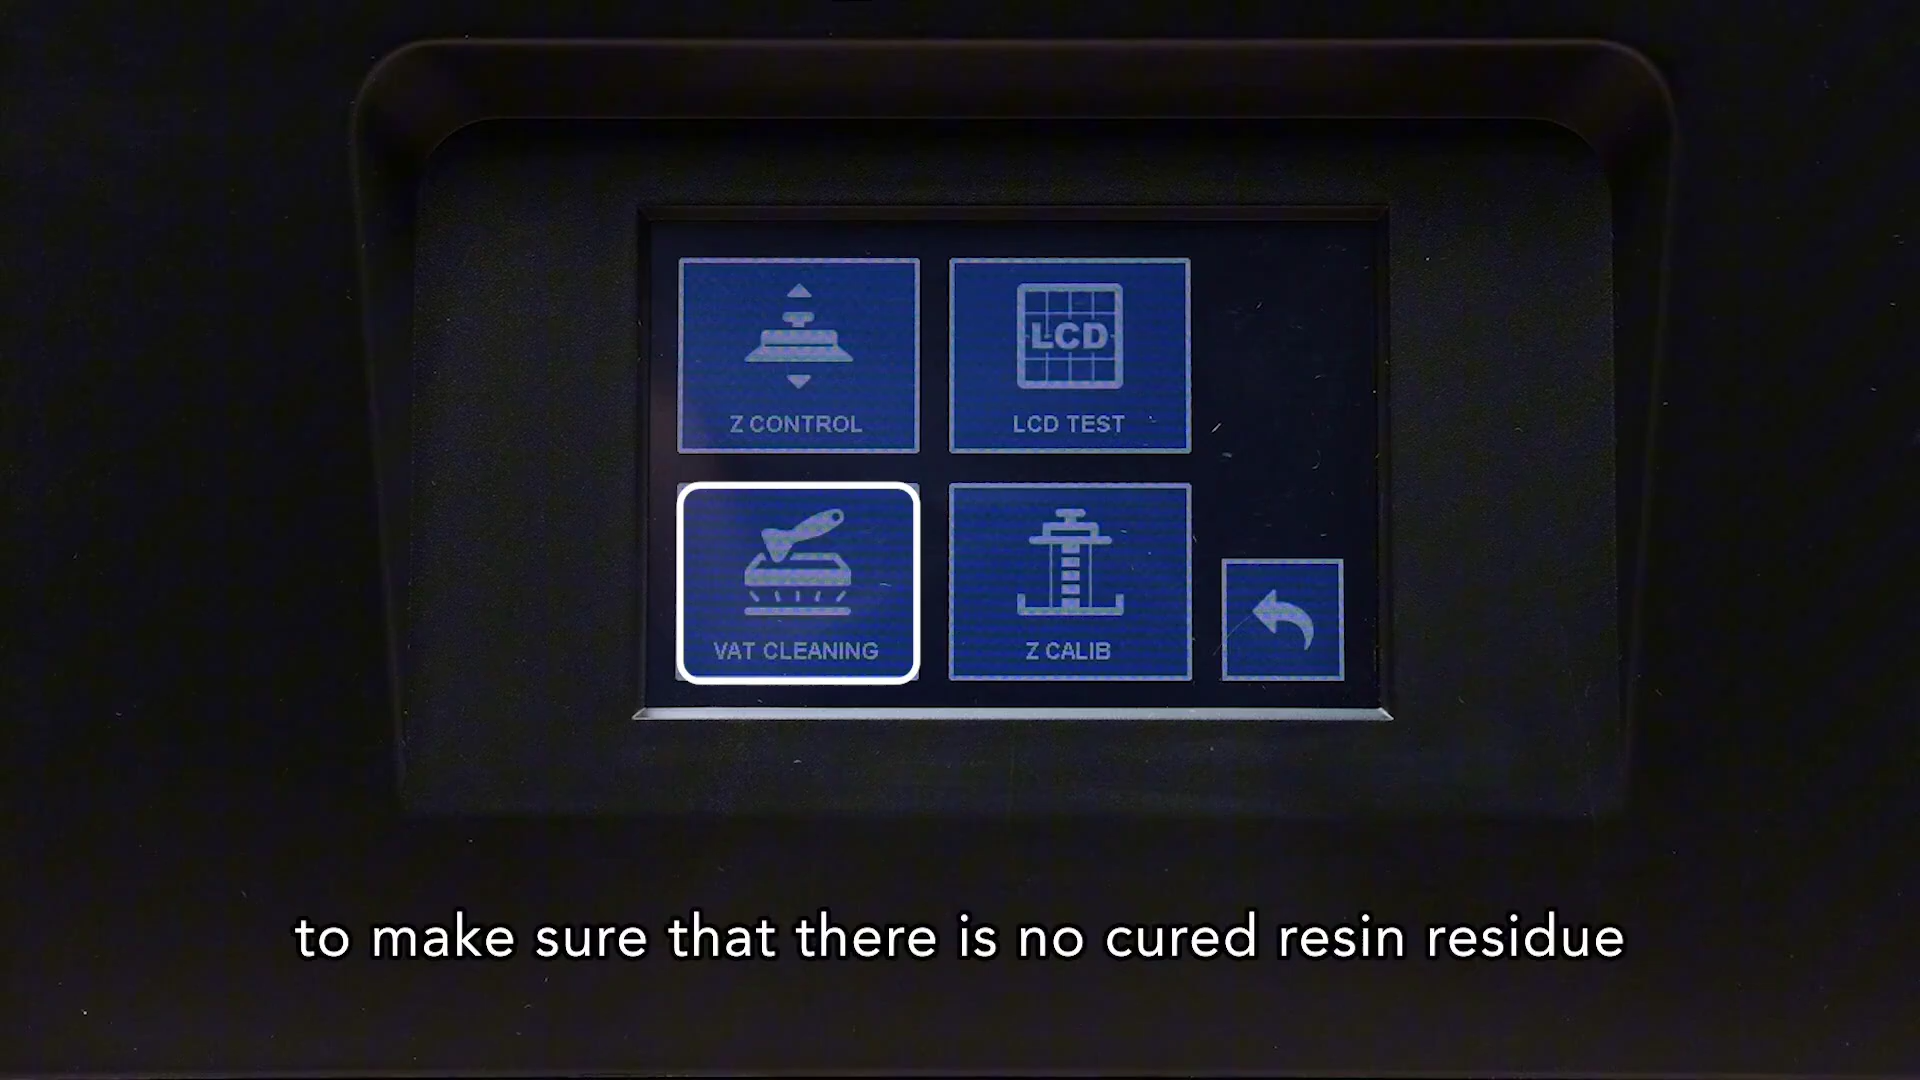 LCD
Z CONTROL
LCD TEST
VAT CLEANING
Z CALIB
to make sure that there is no cured resin residue